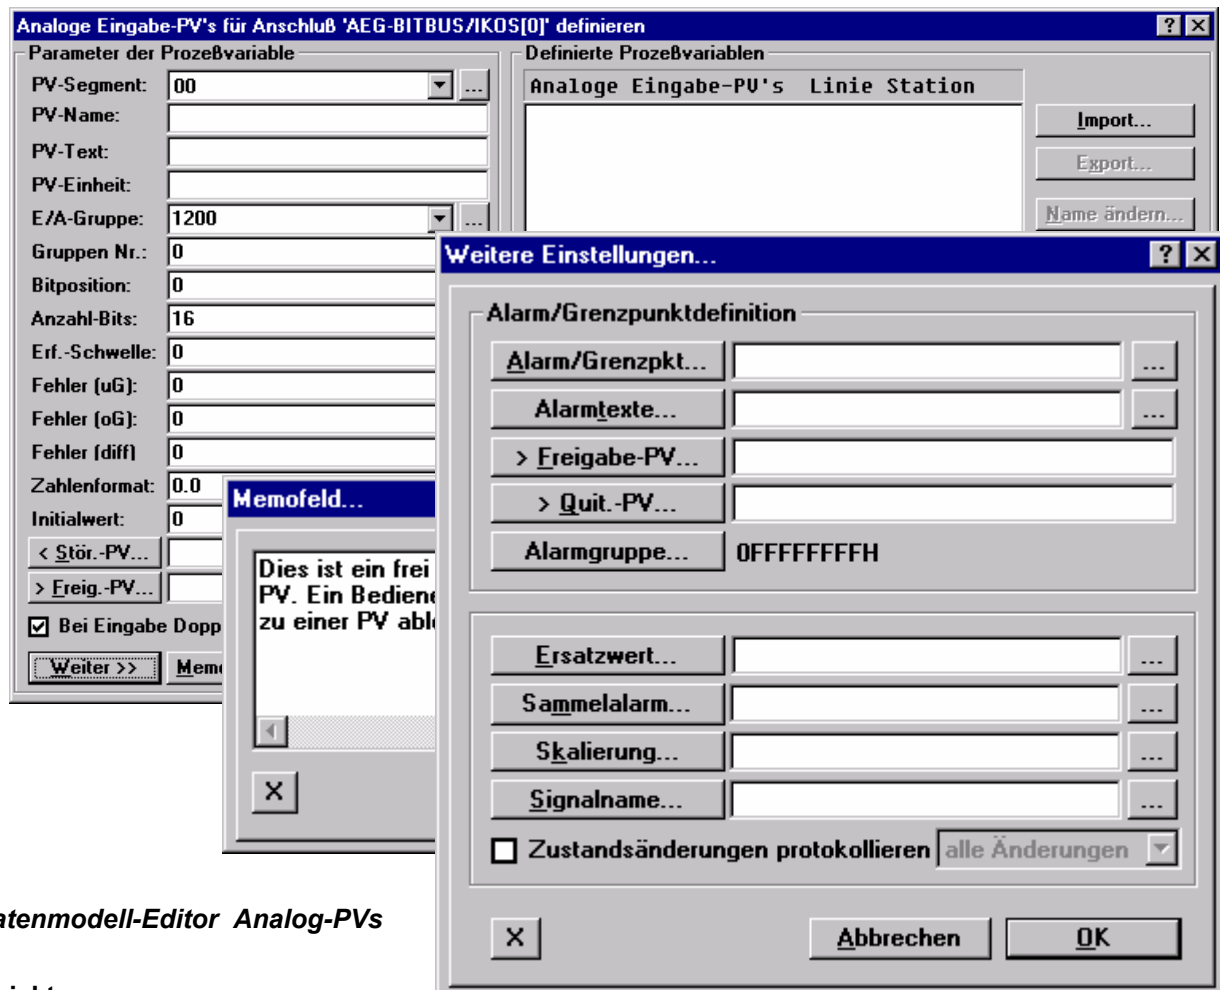 Analoge Eingabe-PV's für Anschluß 'AEG-BITBUS/IKOS[0]' definieren
Parameter der Prozeßvariable
PV-Segment: 00 ...
PV-Name:
PV-Text:
PV-Einheit:
E/A-Gruppe: 1200 ...
Gruppen Nr.: 0
Bitposition: 0
Anzahl-Bits: 16
Erf.-Schwelle: 0
Fehler (uG): 0
Fehler (oG): 0
Fehler (diff) 0
Zahlenformat: 0.0
Initialwert: 0
< Stör.-PV...
> Freig.-PV...
Bei Eingabe Dopp
Weiter >> Memo
Definierte Prozeßvariablen
Analoge Eingabe-PV's Linie Station
Import...
Export...
Name ändern...
Memofeld...
Dies ist ein frei
PV. Ein Bediene
zu einer PV able
X
Weitere Einstellungen...
Alarm/Grenzpunktdefinition
Alarm/Grenzpkt... ...
Alarmtexte... ...
> Freigabe-PV...
> Quit.-PV...
Alarmgruppe... 0FFFFFFFFH
Ersatzwert... ...
Sammelalarm... ...
Skalierung... ...
Signalname... ...
Zustandsänderungen protokollieren alle Änderungen
X Abbrechen OK
atenmodell-Editor Analog-PVs